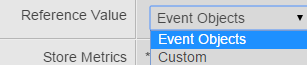 Reference Value Event Objects
Event Objects
Store Metrics * Custom